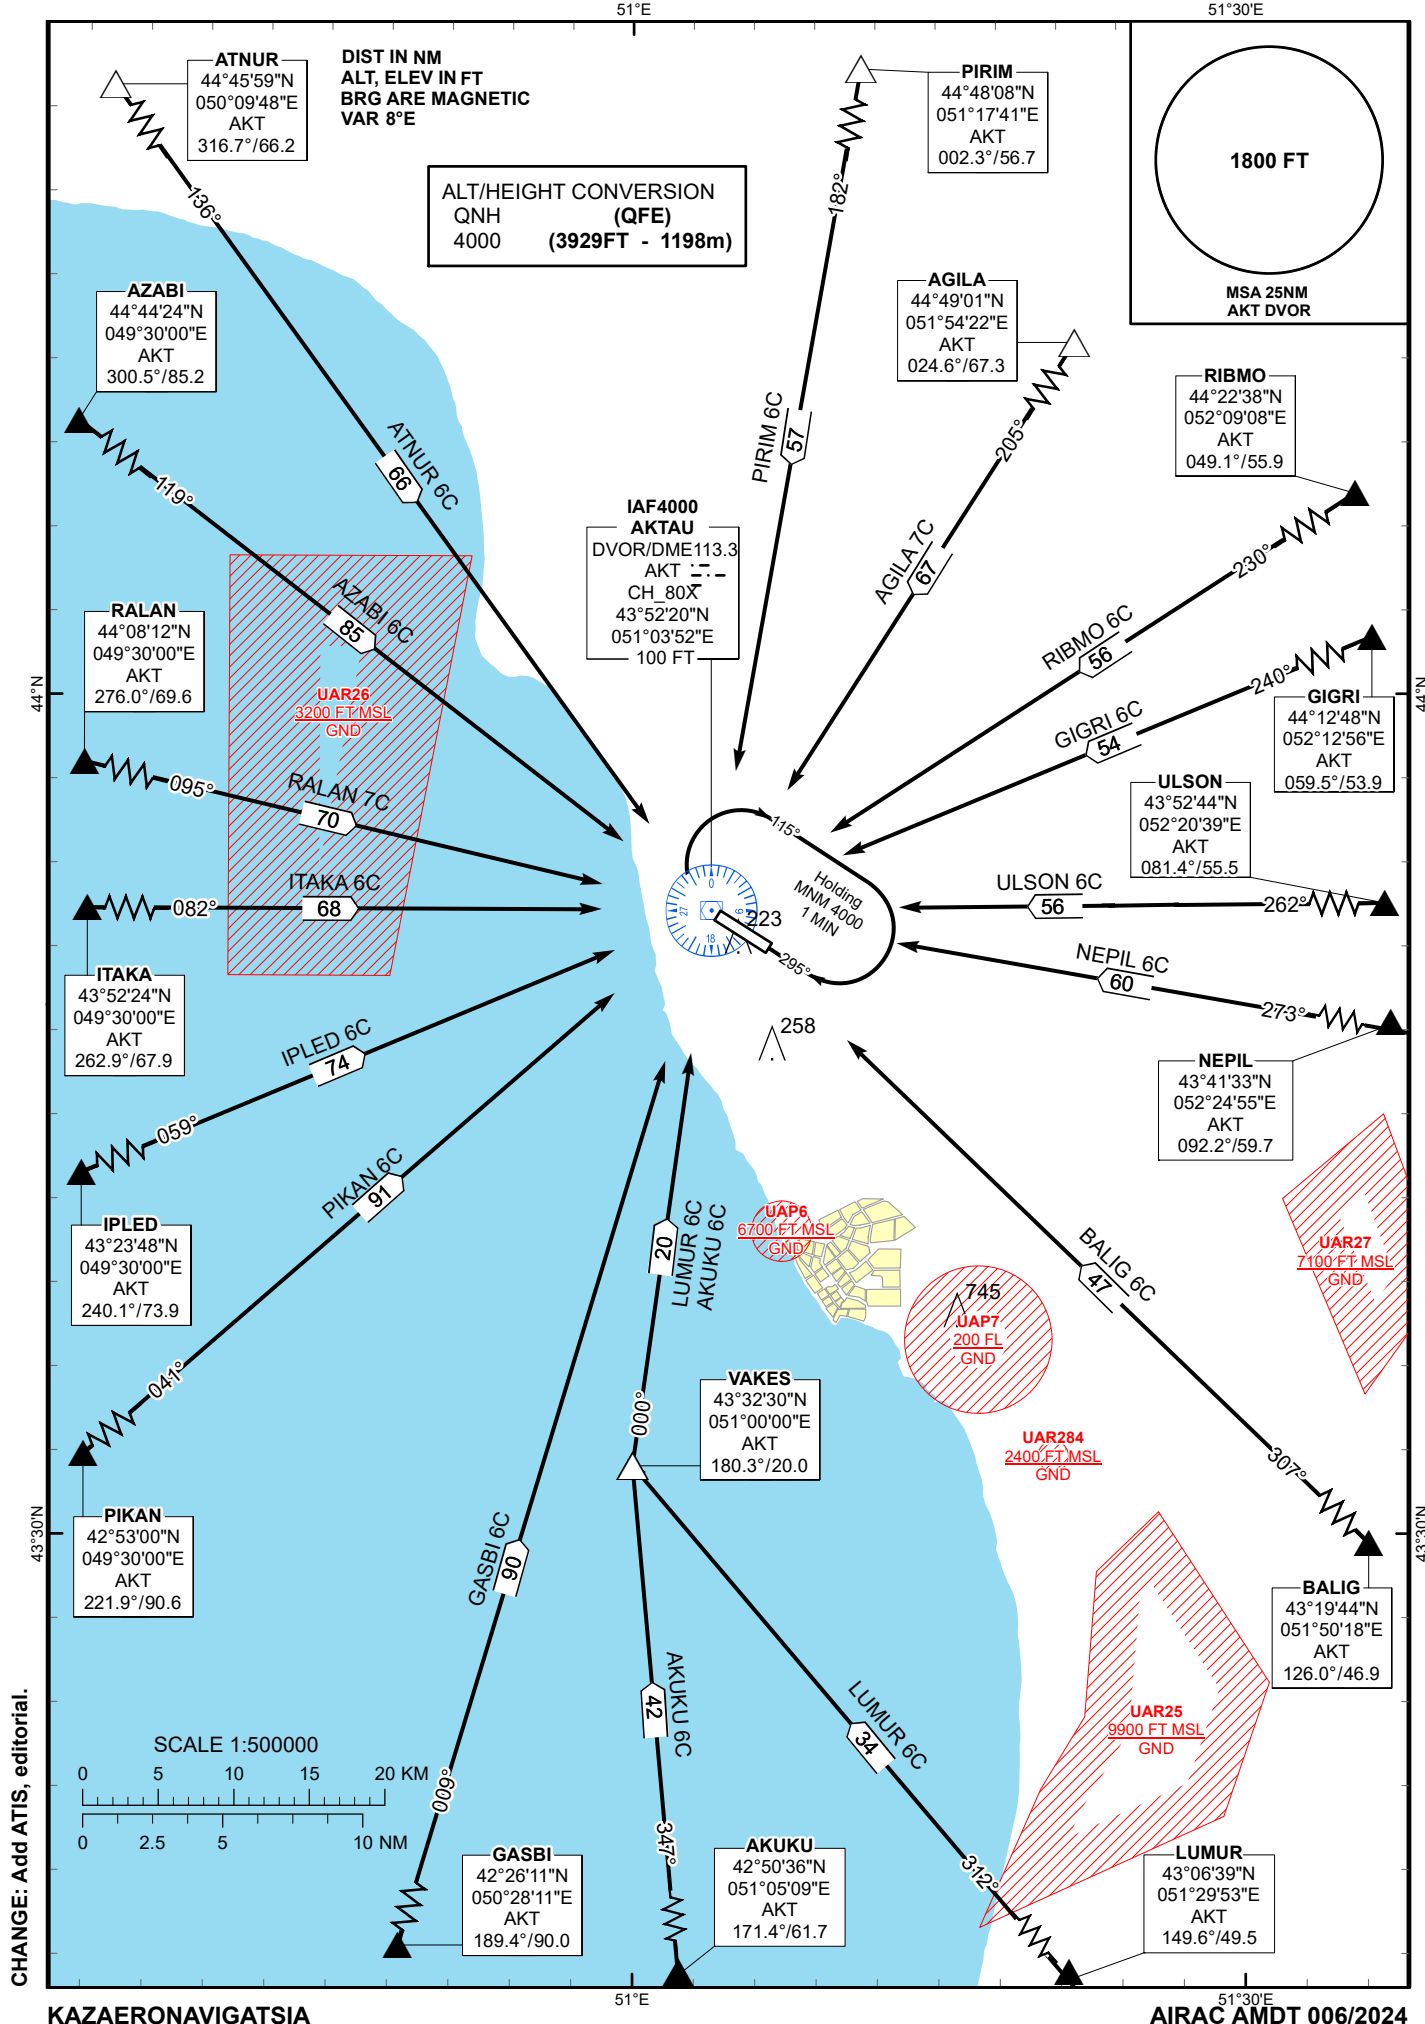 51°E
51°30'E
ATNUR
44°45'59"N
050°09'48"E
AKT
316.7°/66.2
DIST IN NM
ALT, ELEV IN FT
BRG ARE MAGNETIC
VAR 8°E
PIRIM
44°48'08"N
051°17'41"E
AKT
002.3°/56.7
1800 FT
MSA 25NM
AKT DVOR
ALT/HEIGHT CONVERSION
QNH (QFE)
4000 (3929FT - 1198m)
136°
182°
AZABI
44°44'24"N
049°30'00"E
AKT
300.5°/85.2
AGILA
44°49'01"N
051°54'22"E
AKT
024.6°/67.3
RIBMO
44°22'38"N
052°09'08"E
AKT
049.1°/55.9
ATNUR 6C
66
PIRIM 6C
57
205°
119°
IAF4000
AKTAU
DVOR/DME113.3
AKT
CH_80X
43°52'20"N
051°03'52"E
100 FT
AGILA 7C
67
230°
AZABI 6C
85
RIBMO 6C
56
RALAN
44°08'12"N
049°30'00"E
AKT
276.0°/69.6
240°
GIGRI
44°12'48"N
052°12'56"E
AKT
059.5°/53.9
44°N
44°N
UAR26
3200 FT MSL
GND
GIGRI 6C
54
095°
RALAN 7C
70
ULSON
43°52'44"N
052°20'39"E
AKT
081.4°/55.5
115°
Holding
MNM 4000
1 MIN
295°
0
9
18
27
223
ITAKA 6C
68
082°
ULSON 6C
56
262°
NEPIL 6C
60
273°
ITAKA
43°52'24"N
049°30'00"E
AKT
262.9°/67.9
258
IPLED 6C
74
059°
NEPIL
43°41'33"N
052°24'55"E
AKT
092.2°/59.7
PIKAN 6C
91
IPLED
43°23'48"N
049°30'00"E
AKT
240.1°/73.9
20
LUMUR 6C
AKUKU 6C
UAP6
6700 FT MSL
GND
UAR27
7100 FT MSL
GND
BALIG 6C
47
745
UAP7
200 FL
GND
041°
VAKES
43°32'30"N
051°00'00"E
AKT
180.3°/20.0
000°
UAR284
2400 FT MSL
GND
307°
PIKAN
42°53'00"N
049°30'00"E
AKT
221.9°/90.6
43°30'N
43°30'N
GASBI 6C
90
BALIG
43°19'44"N
051°50'18"E
AKT
126.0°/46.9
AKUKU 6C
42
LUMUR 6C
34
UAR25
9900 FT MSL
GND
SCALE 1:500000
0 5 10 15 20 KM
0 2.5 5 10 NM
009°
347°
312°
GASBI
42°26'11"N
050°28'11"E
AKT
189.4°/90.0
AKUKU
42°50'36"N
051°05'09"E
AKT
171.4°/61.7
LUMUR
43°06'39"N
051°29'53"E
AKT
149.6°/49.5
CHANGE: Add ATIS, editorial.
51°E
51°30'E
KAZAERONAVIGATSIA
AIRAC AMDT 006/2024